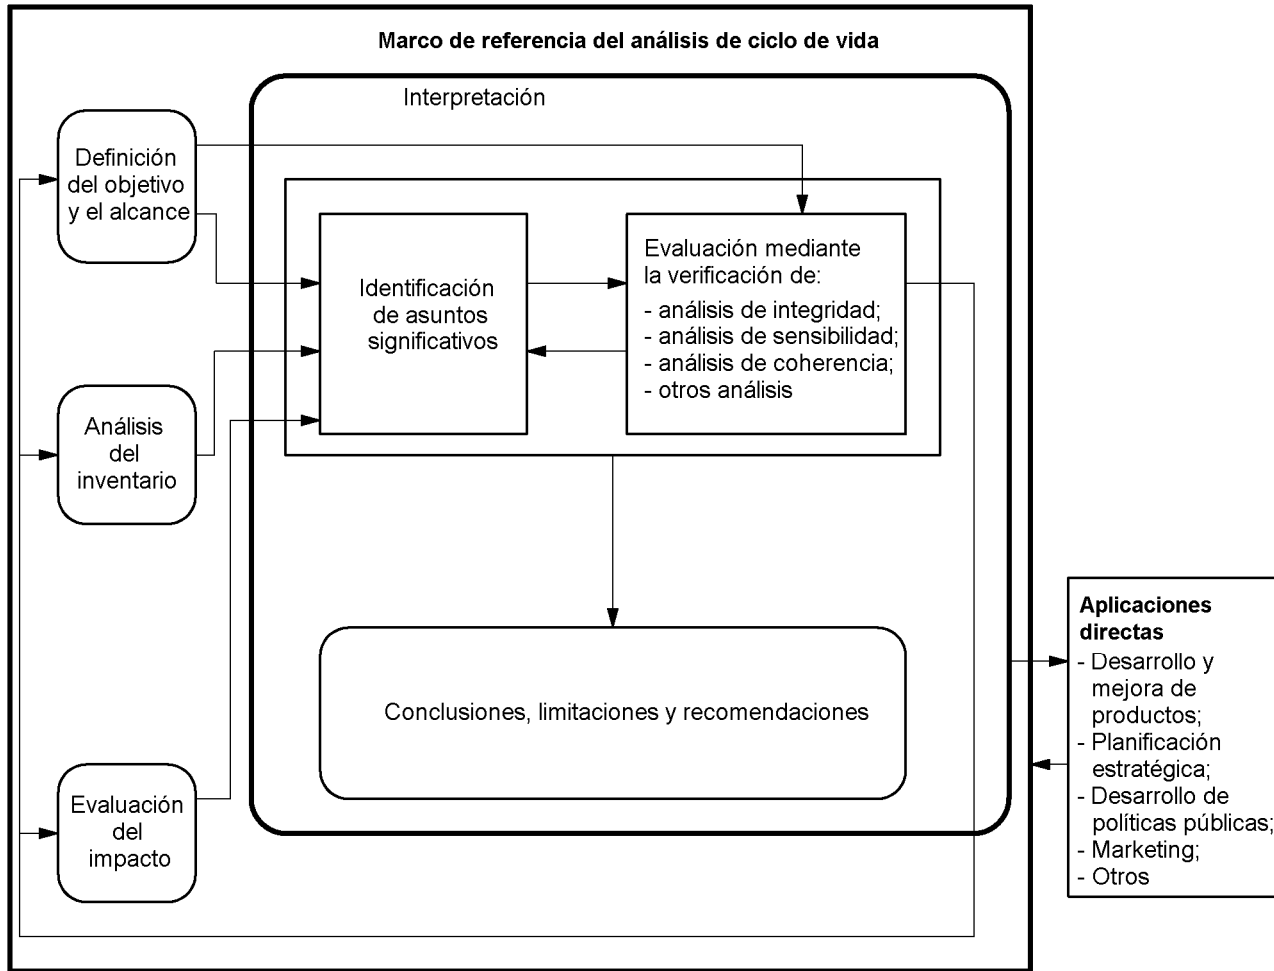 Marco de referencia del análisis de ciclo de vida
Interpretación
Definición
del objetivo
y el alcance
Identificación
de asuntos
significativos
Evaluación mediante
la verificación de:
- análisis de integridad;
- análisis de sensibilidad;
- análisis de coherencia;
- otros análisis
Análisis
del
inventario
Conclusiones, limitaciones y recomendaciones
Evaluación
del
impacto
Aplicaciones
directas
- Desarrollo y
mejora de
productos;
- Planificación
estratégica;
- Desarrollo de
políticas públicas;
- Marketing;
- Otros